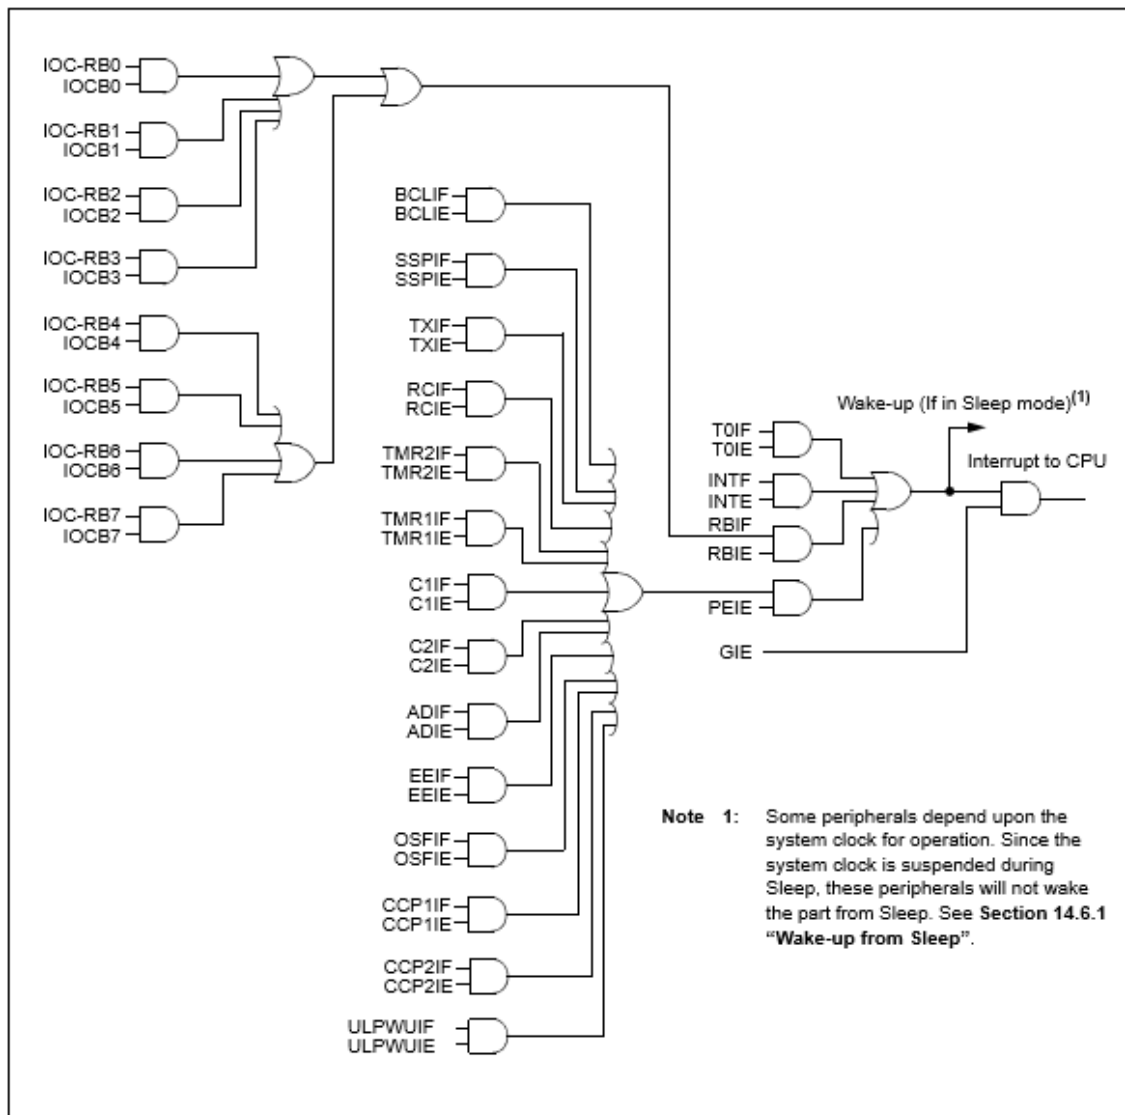 IOC-RB0
IOCB0
IOC-RB1
IOCB1
IOC-RB2
IOCB2
IOC-RB3
IOCB3
IOC-RB4
IOCB4
IOC-RB5
IOCB5
IOC-RB6
IOCB6
IOC-RB7
IOCB7
BCLIF
BCLIE
SSPIF
SSPIE
TXIF
TXIE
RCIF
RCIE
TMR2IF
TMR2IE
TMR1IF
TMR1IE
C1IF
C1IE
C2IF
C2IE
ADIF
ADIE
EEIF
EEIE
OSFIF
OSFIE
CCP1IF
CCP1IE
CCP2IF
CCP2IE
ULPWUIF
ULPWUIE
Wake-up (If in Sleep mode)(1)
T0IF
T0IE
Interrupt to CPU
INTF
INTE
RBIF
RBIE
PEIE
GIE
Note 1: Some peripherals depend upon the
system clock for operation. Since the
system clock is suspended during
Sleep, these peripherals will not wake
the part from Sleep. See Section 14.6.1
“Wake-up from Sleep”.